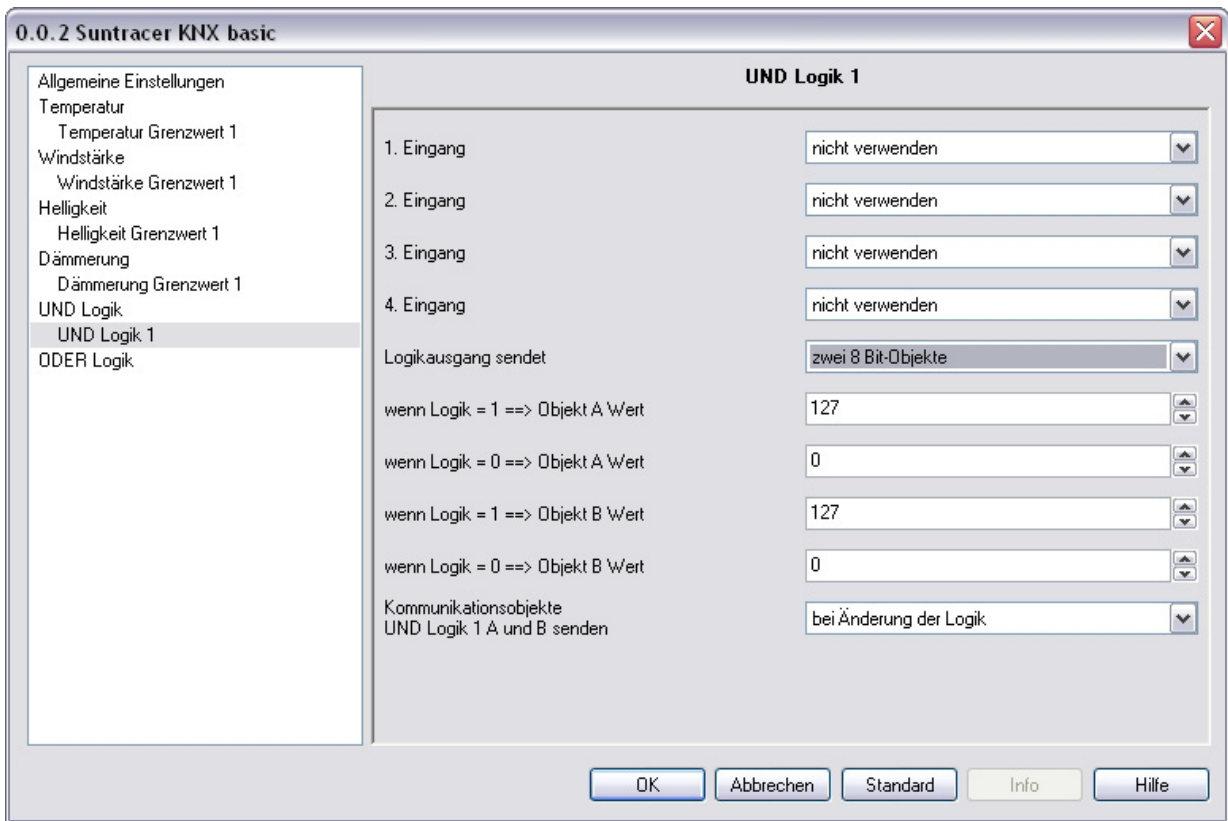 0.0.2 Suntracer KNX basic
Allgemeine Einstellungen
Temperatur
Temperatur Grenzwert 1
Windstärke
Windstärke Grenzwert 1
Helligkeit
Helligkeit Grenzwert 1
Dämmerung
Dämmerung Grenzwert 1
UND Logik
UND Logik 1
ODER Logik
UND Logik 1
1. Eingang nicht verwenden
2. Eingang nicht verwenden
3. Eingang nicht verwenden
4. Eingang nicht verwenden
Logikausgang sendet zwei 8 Bit-Objekte
wenn Logik = 1 ==> Objekt A Wert 127
wenn Logik = 0 ==> Objekt A Wert 0
wenn Logik = 1 ==> Objekt B Wert 127
wenn Logik = 0 ==> Objekt B Wert 0
Kommunikationsobjekte
UND Logik 1 A und B senden bei Änderung der Logik
OK Abbrechen Standard Info Hilfe